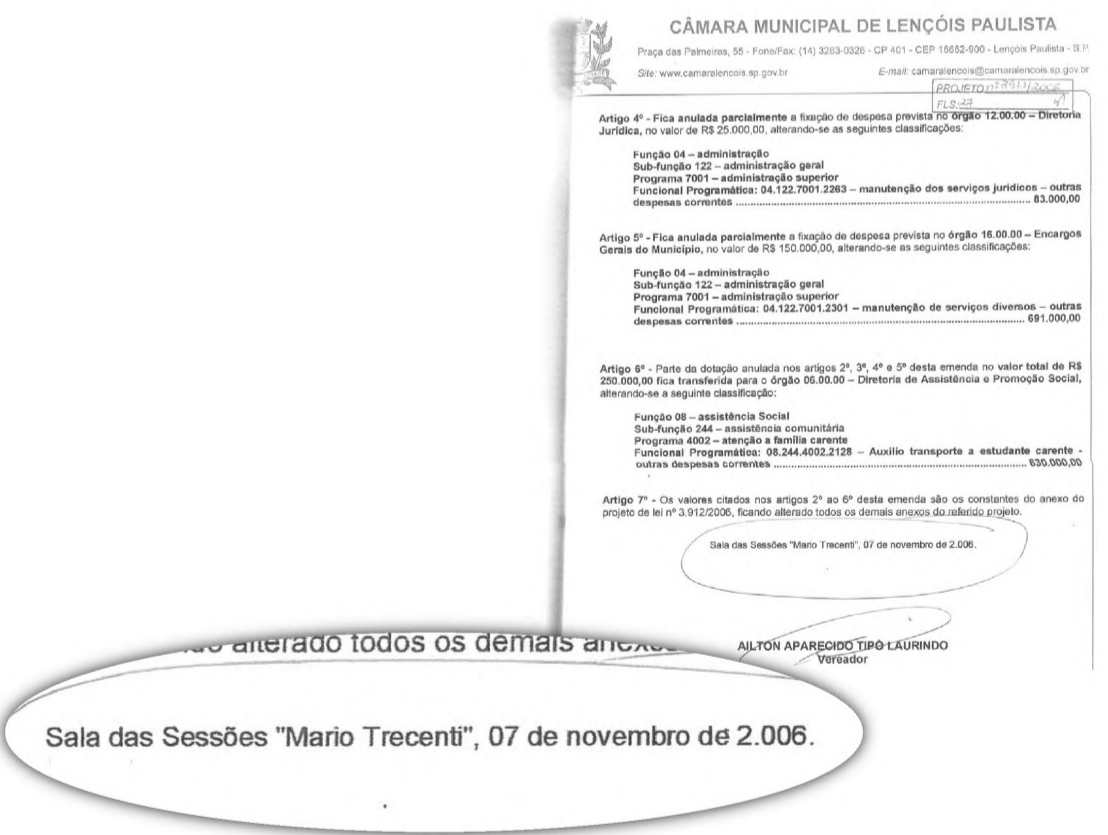 CÂMARA MUNICIPAL DE LENÇÓIS PAULISTA
Praça das Palmeiras, 55 - Fone/Fax: (14) 3263-0326 - CP 401 - CEP 18682-900 - Lençóis Paulista - S.P.
Site: www.camaralencois.sp.gov.br E-mail: camaralencois@camaralencois.sp.gov.br
PROJETO
FLS. 27
Artigo 4º - Fica anulada parcialmente a fixação de despesa prevista no órgão 12.00.00 – Diretoria
Jurídica, no valor de R$ 25.000,00, alterando-se as seguintes classificações:
Função 04 – administração
Sub-função 122 – administração geral
Programa 7001 – administração superior
Funcional Programática: 04.122.7001.2263 – manutenção dos serviços jurídicos – outras
despesas correntes ........................................................................................ 83.000,00
Artigo 5º - Fica anulada parcialmente a fixação de despesa prevista no órgão 16.00.00 – Encargos
Gerais do Município, no valor de R$ 150.000,00, alterando-se as seguintes classificações:
Função 04 – administração
Sub-função 122 – administração geral
Programa 7001 – administração superior
Funcional Programática: 04.122.7001.2301 – manutenção de serviços diversos – outras
despesas correntes ........................................................................................ 691.000,00
Artigo 6º - Parte da dotação anulada nos artigos 2º, 3º, 4º e 5º desta emenda no valor total de R$
250.000,00 fica transferida para o órgão 06.00.00 – Diretoria de Assistência e Promoção Social,
alterando-se a seguinte classificação:
Função 08 – assistência Social
Sub-função 244 – assistência comunitária
Programa 4002 – atenção a família carente
Funcional Programática: 08.244.4002.2128 – Auxilio transporte a estudante carente -
outras despesas correntes ........................................................................................ 630.000,00
Artigo 7º - Os valores citados nos artigos 2º ao 6º desta emenda são os constantes do anexo do
projeto de lei nº 3.912/2006, ficando alterado todos os demais anexos do referido projeto.
Sala das Sessões "Mario Trecenti", 07 de novembro de 2.006.
AILTON APARECIDO TIPÓ LAURINDO
Vereador
alterado todos os demais
Sala das Sessões "Mario Trecenti", 07 de novembro de 2.006.